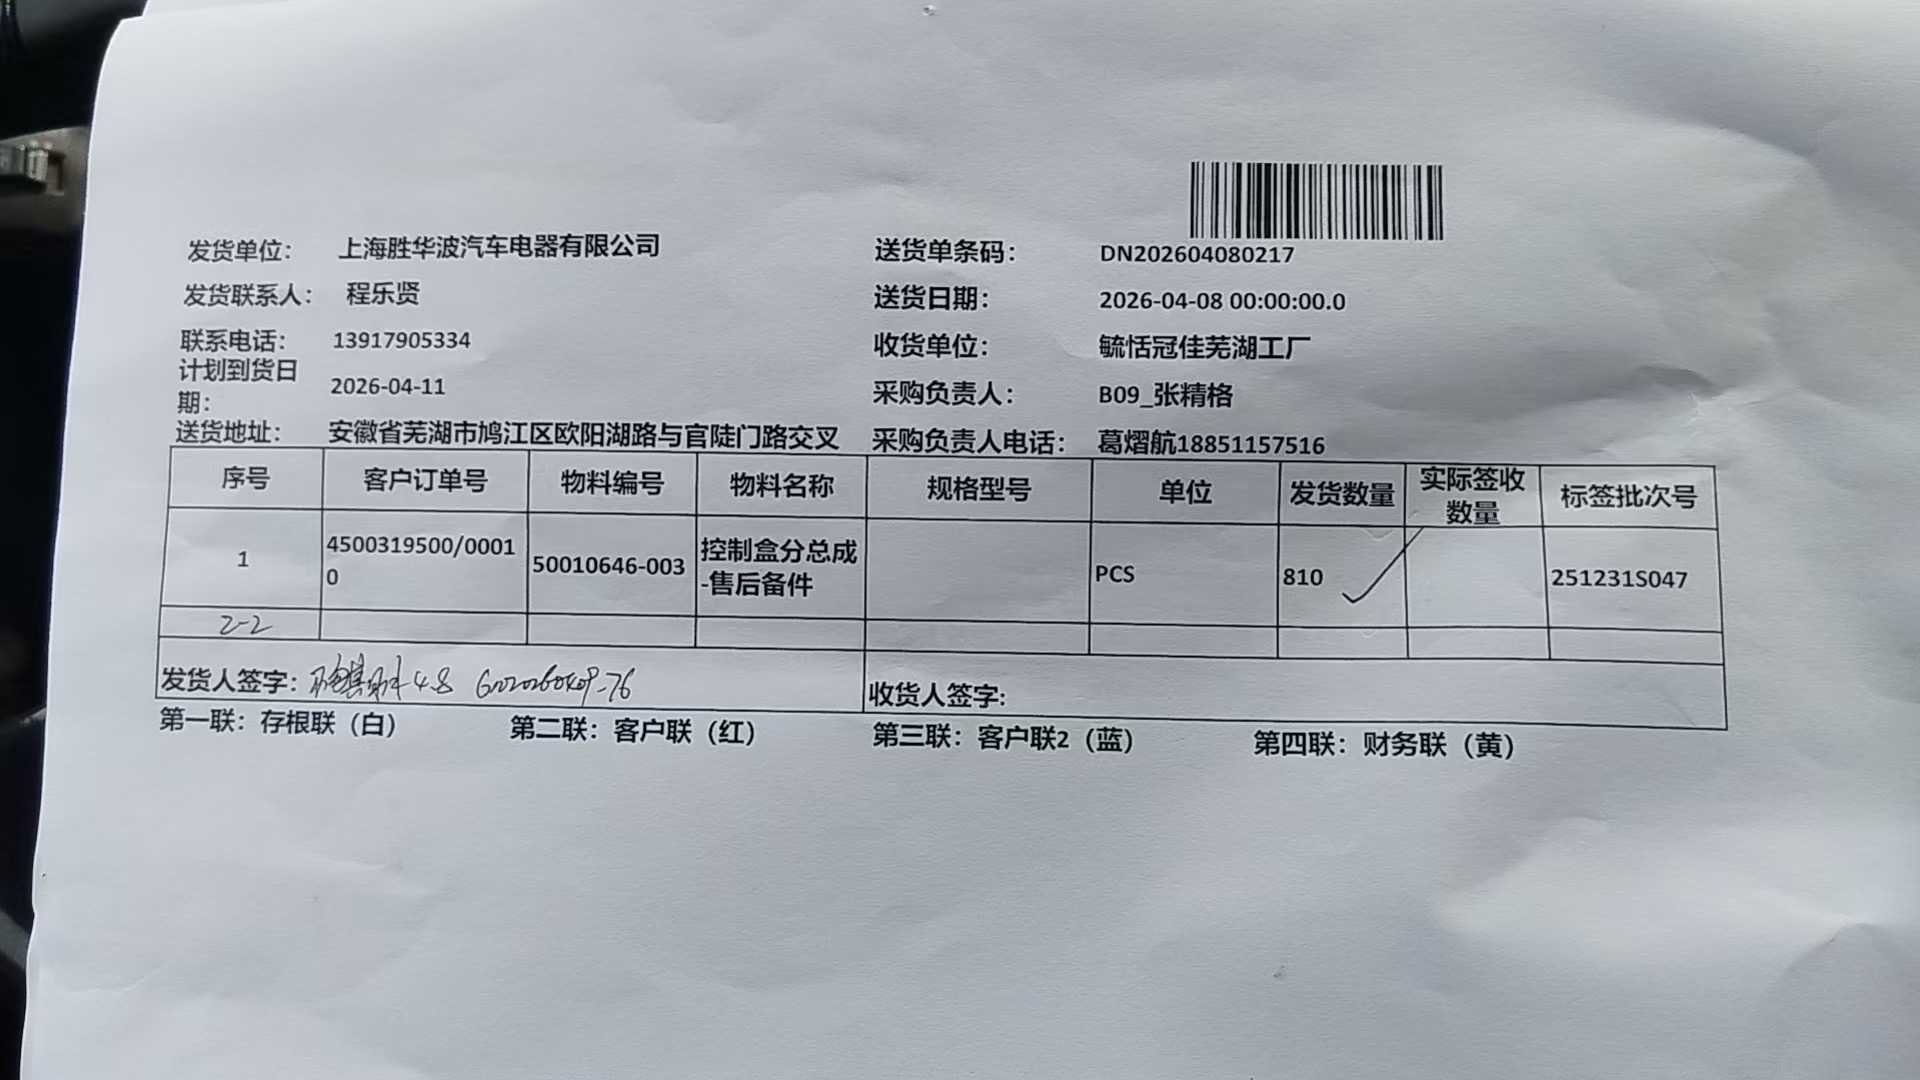 发货单位： 上海胜华波汽车电器有限公司 送货单条码： DN202604080217
发货联系人： 程乐贤 送货日期： 2026-04-08 00:00:00.0
联系电话： 13917905334 收货单位： 毓恬冠佳芜湖工厂
计划到货日
期： 2026-04-11 采购负责人： B09_张精格
送货地址： 安徽省芜湖市鸠江区欧阳湖路与官陡门路交叉 采购负责人电话： 葛熠航18851157516
序号 客户订单号 物料编号 物料名称 规格型号 单位 发货数量 实际签收
数量 标签批次号
1 4500319500/0001
0 50010646-003 控制盒分总成
-售后备件 PCS 810 251231S047
2-2
发货人签字： 4.8 收货人签字:
第一联：存根联（白） 第二联：客户联（红） 第三联：客户联2（蓝） 第四联：财务联（黄）